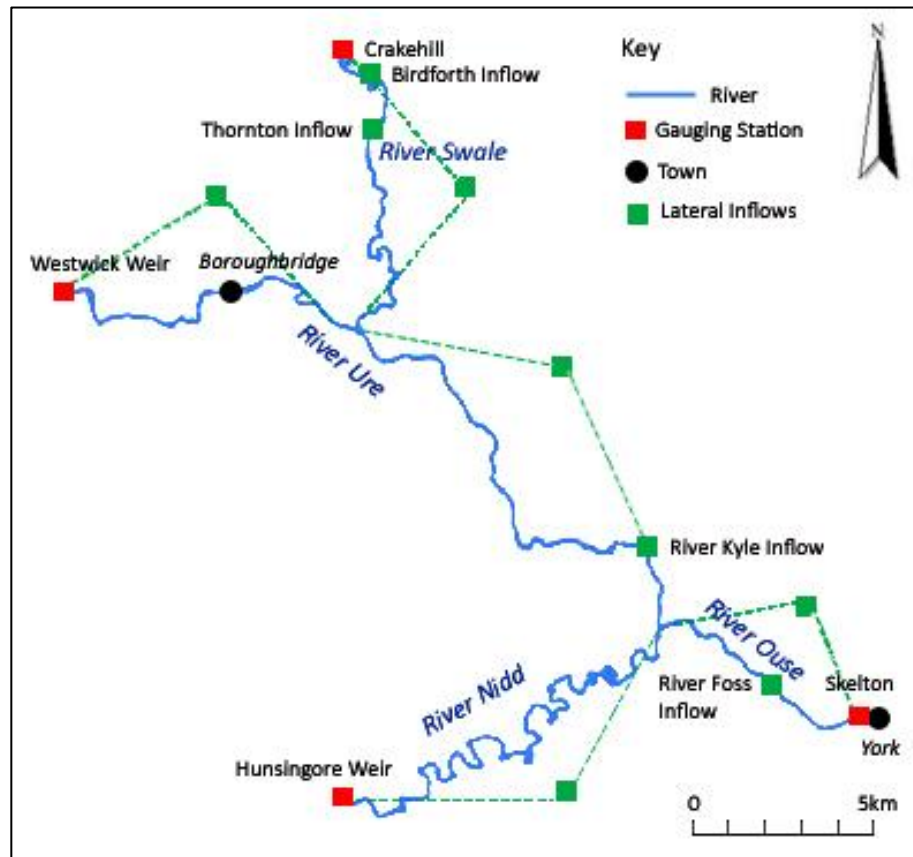 Crakehill
Birdforth Inflow
Thornton Inflow
River Swale
Key
River
Gauging Station
Town
Lateral Inflows
N
Westwick Weir
Boroughbridge
River Ure
River Kyle Inflow
River Ouse
River Nidd
River Foss
Inflow
Skelton
York
Hunsingore Weir
0
5km